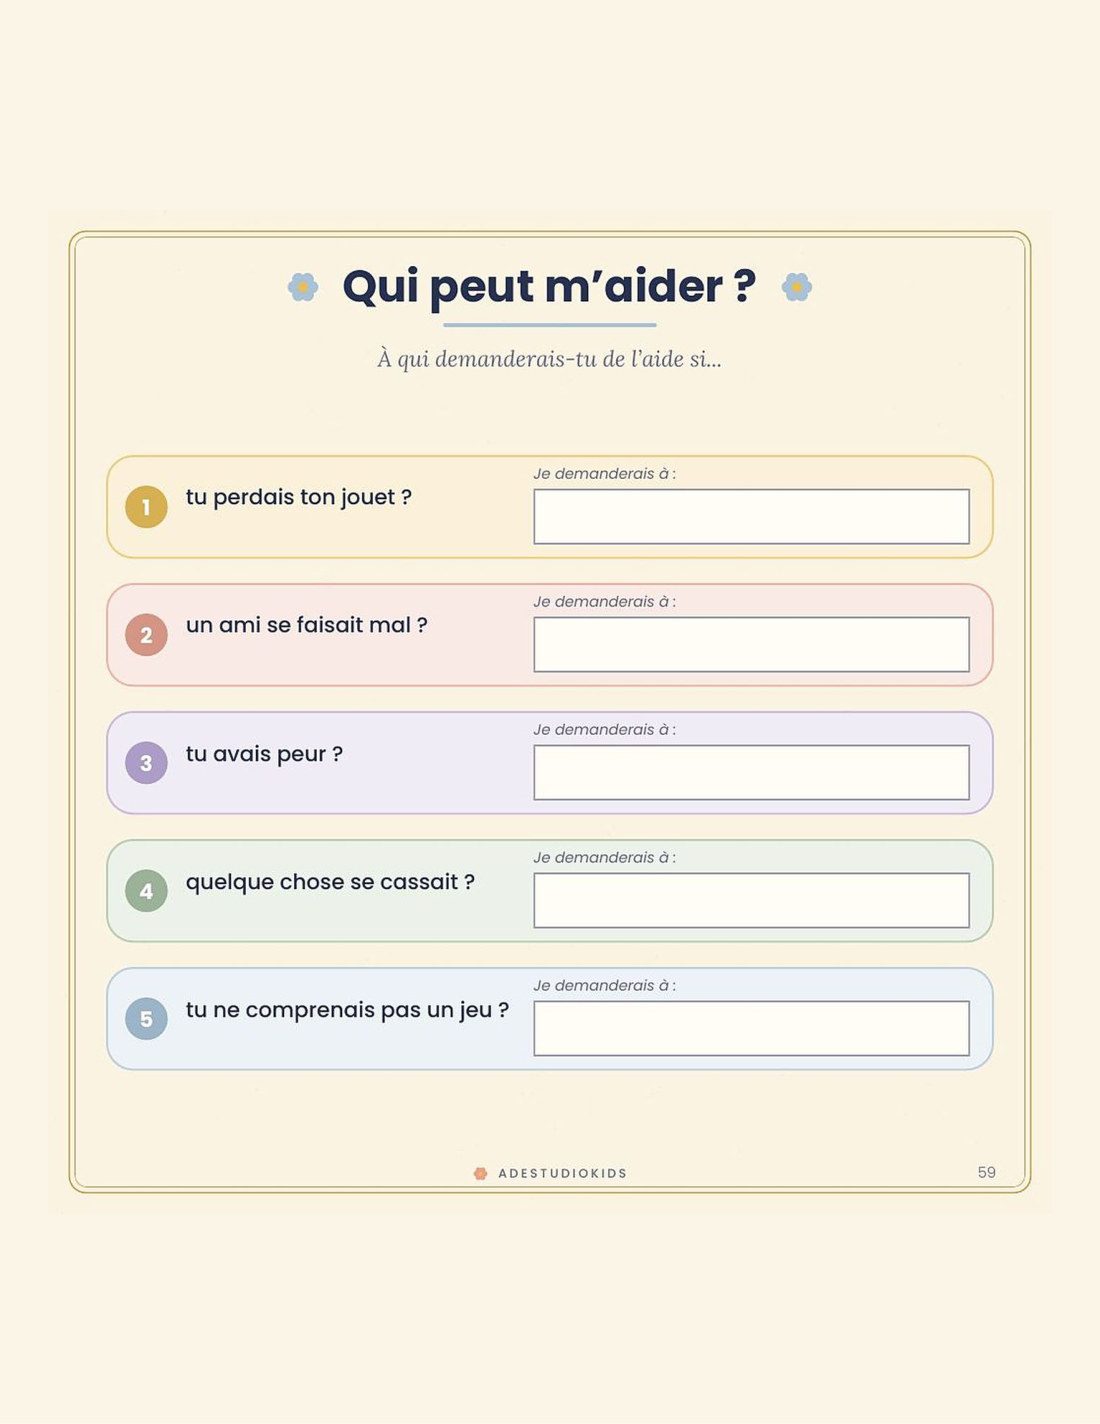 Qui peut m’aider ?
À qui demanderais-tu de l’aide si...
1
tu perdais ton jouet ?
Je demanderais à :
2
un ami se faisait mal ?
Je demanderais à :
3
tu avais peur ?
Je demanderais à :
4
quelque chose se cassait ?
Je demanderais à :
5
tu ne comprenais pas un jeu ?
Je demanderais à :
ADESTUDIOKIDS
59